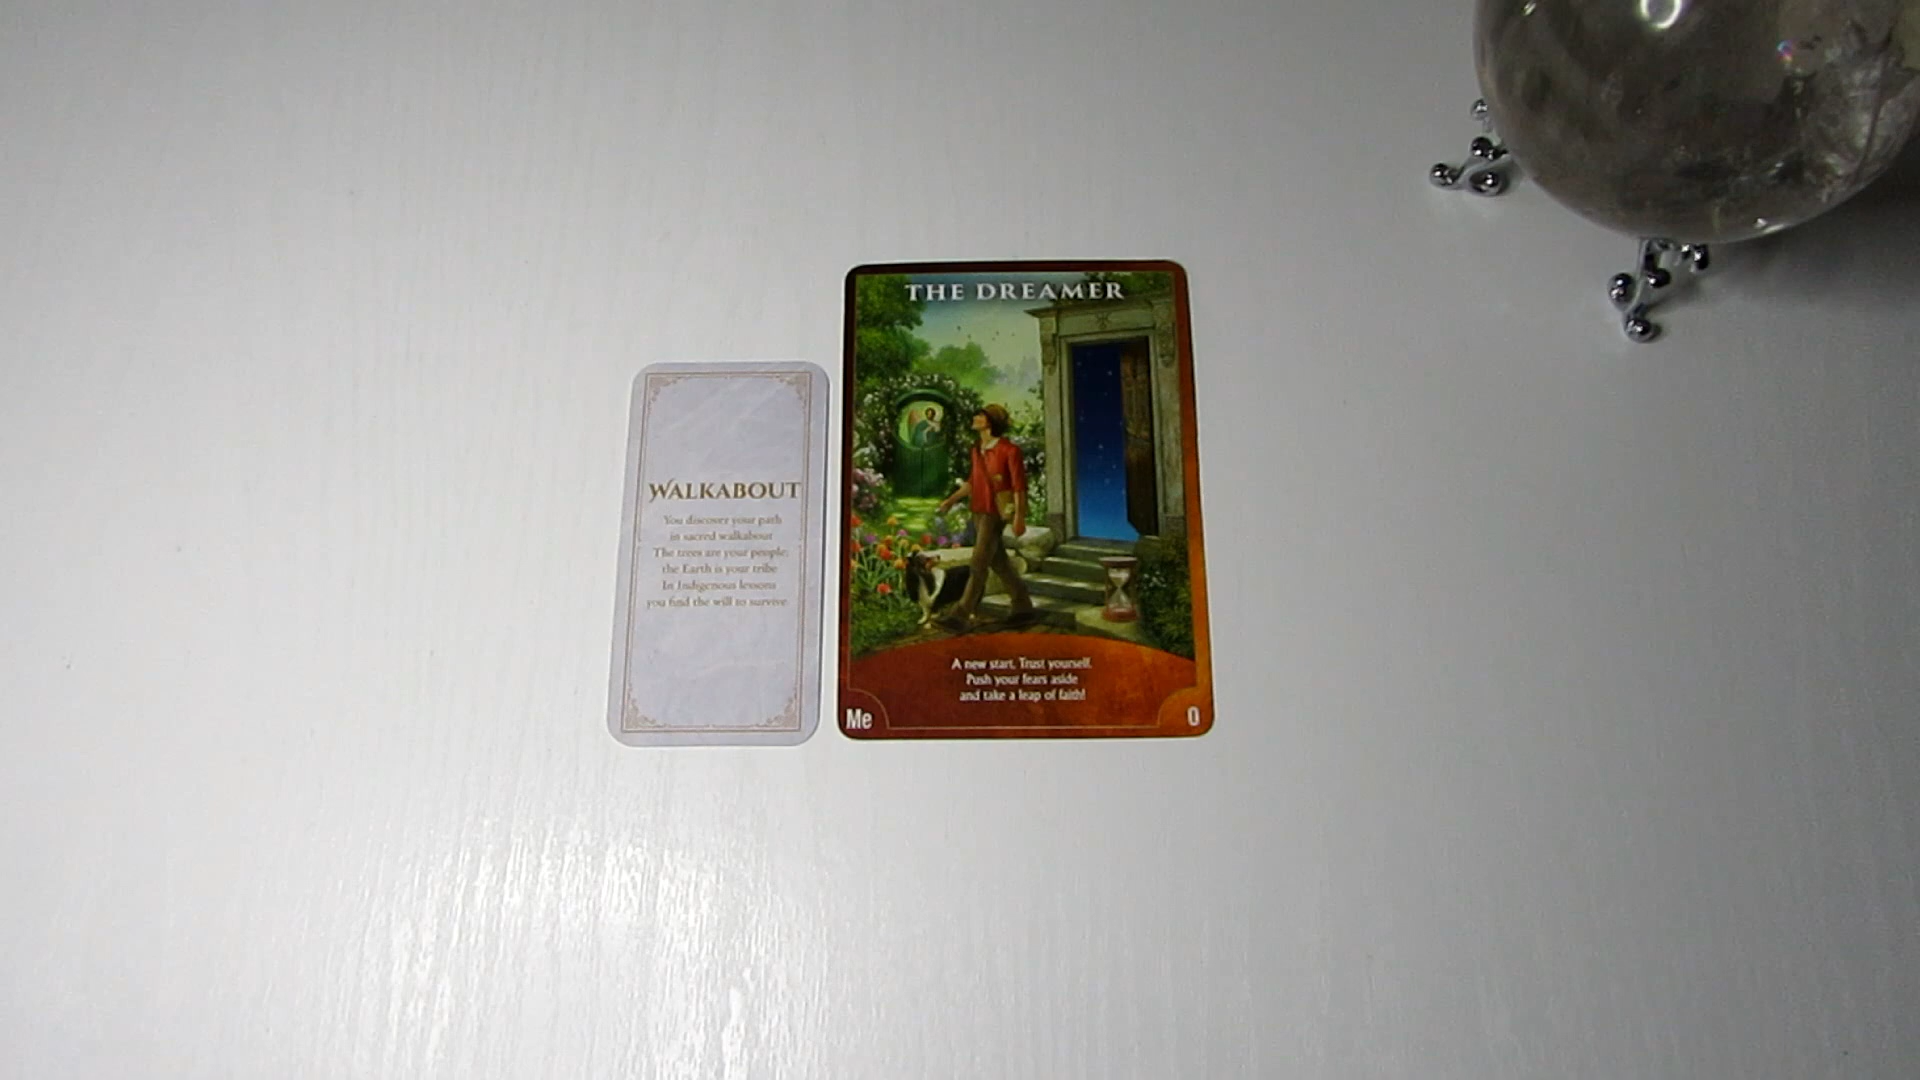 WALKABOUT
You discover your path
in sacred walkabout
The trees are your people;
the Earth is your tribe
In Indigenous lessons
you find the will to survive
THE DREAMER
A new start. Trust yourself.
Push your fears aside
and take a leap of faith!
Me
0